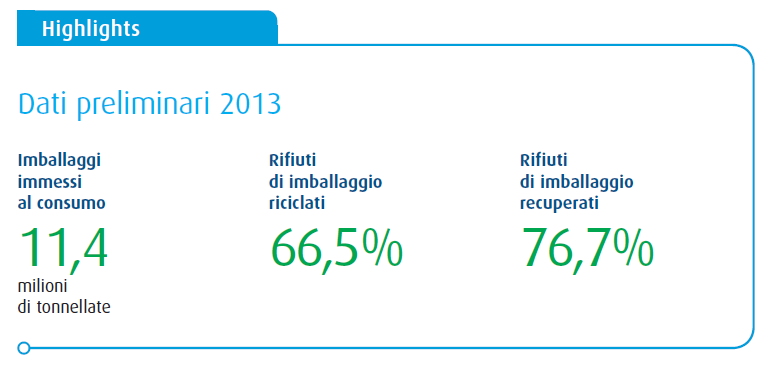 Highlights
Dati preliminari 2013
Imballaggi
immessi
al consumo
11,4
milioni
di tonnellate
Rifiuti
di imballaggio
riciclati
66,5%
Rifiuti
di imballaggio
recuperati
76,7%